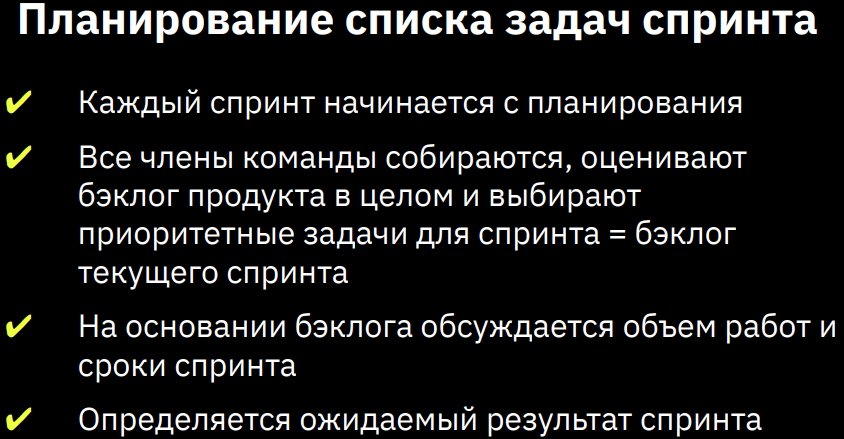 Планирование списка задач спринта
✔ Каждый спринт начинается с планирования
✔ Все члены команды собираются, оценивают
бэклог продукта в целом и выбирают
приоритетные задачи для спринта = бэклог
текущего спринта
✔ На основании бэклога обсуждается объем работ и
сроки спринта
✔ Определяется ожидаемый результат спринта